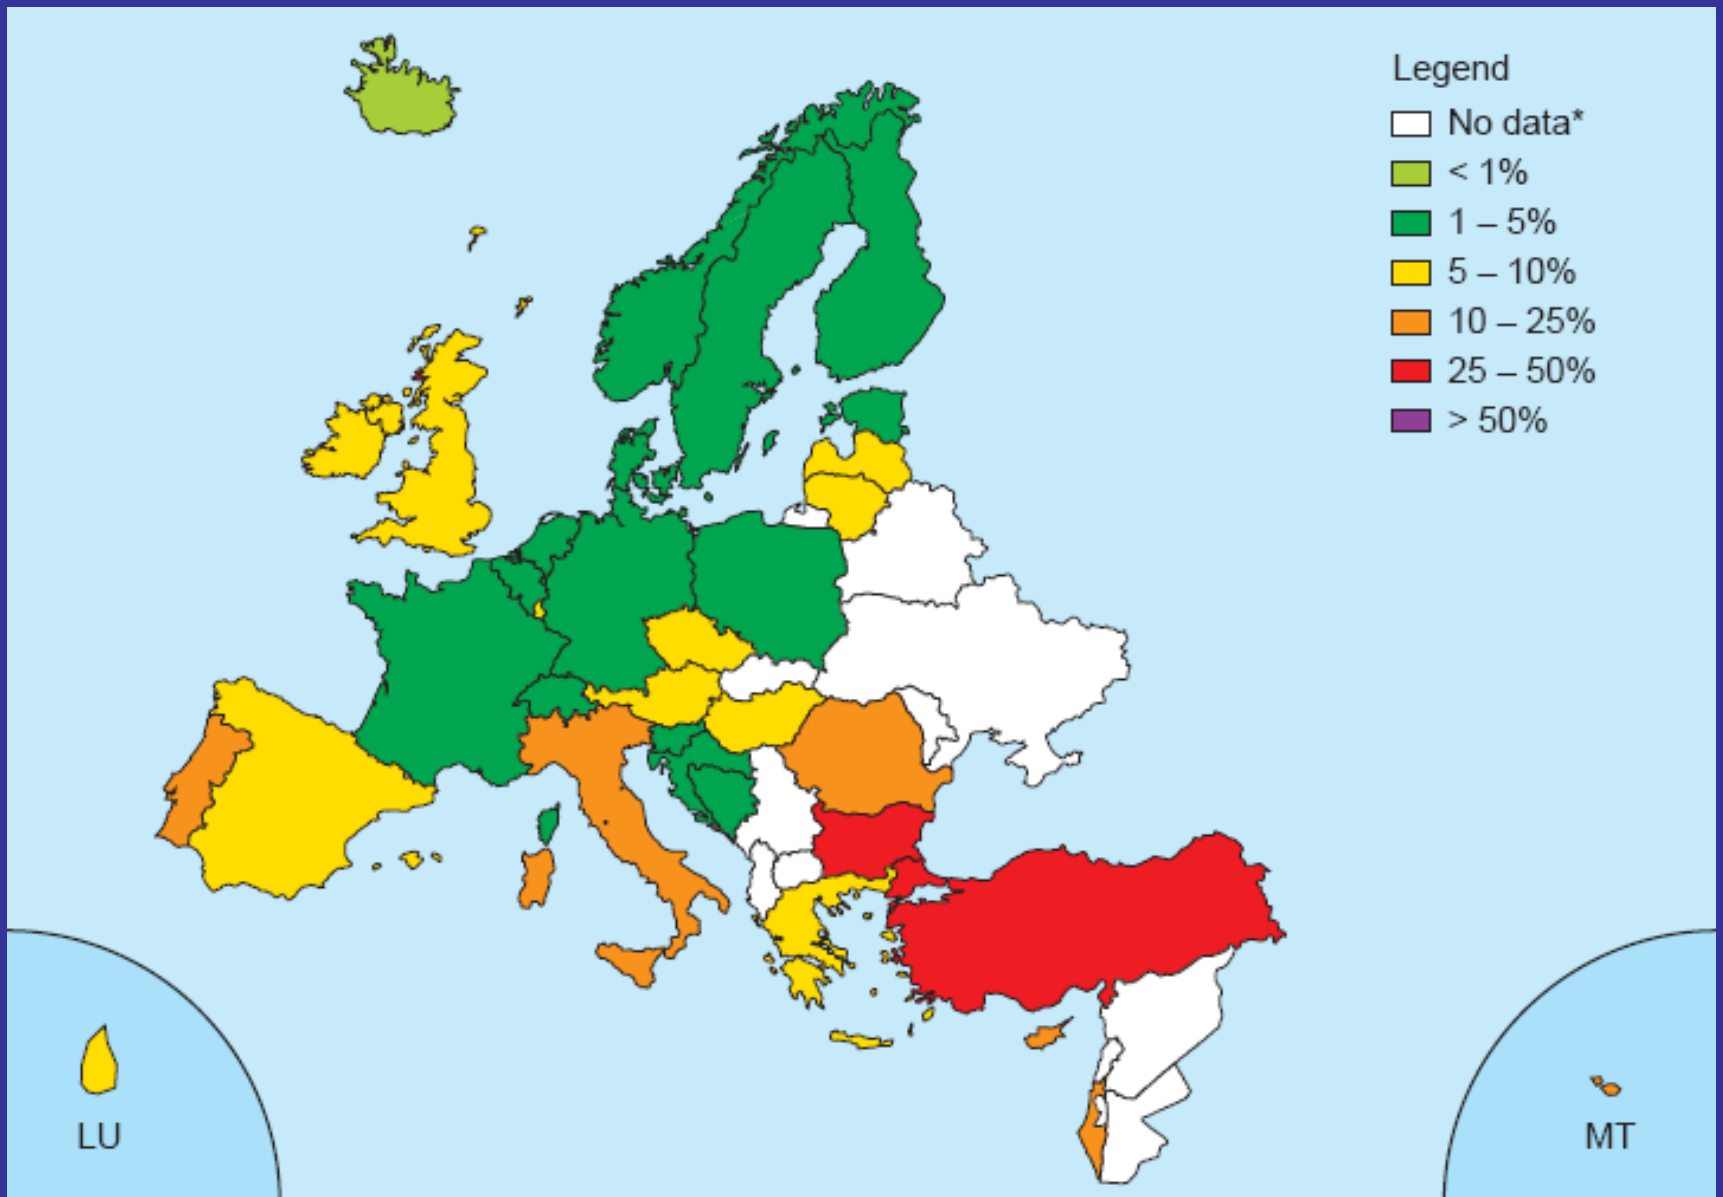 Legend
No data*
< 1%
1 – 5%
5 – 10%
10 – 25%
25 – 50%
> 50%
LU
MT